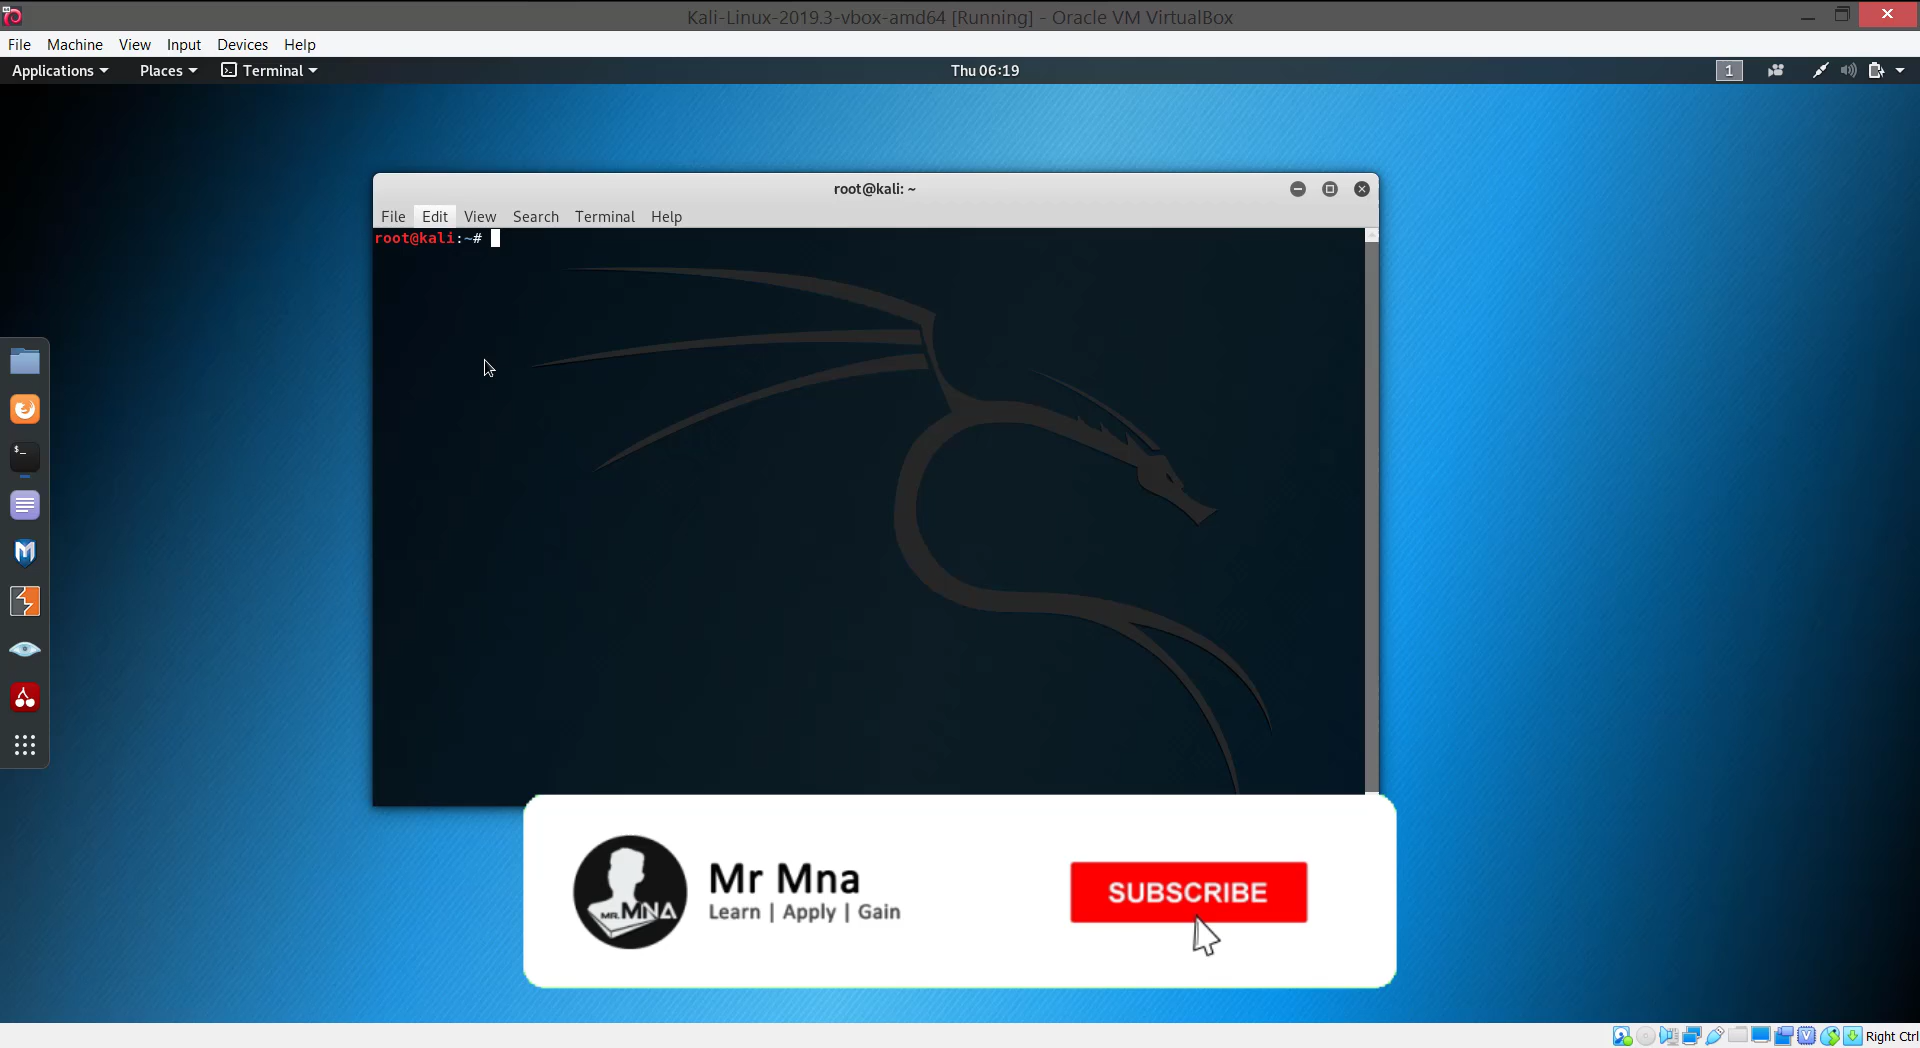 Kali-Linux-2019.3-vbox-amd64 [Running] - Oracle VM VirtualBox
File Machine View Input Devices Help
Applications Places Terminal Thu 06:19 1
root@kali: ~
File Edit View Search Terminal Help
root@kali:~#
$_
MR.MNA
Mr Mna
Learn | Apply | Gain
SUBSCRIBE
Right Ctrl